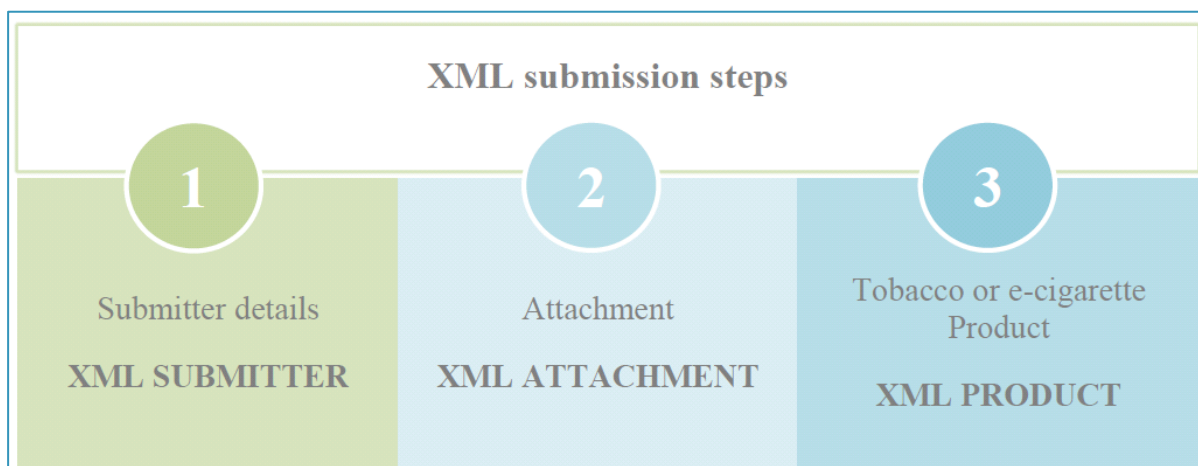 XML submission steps
1
2
3
Submitter details
XML SUBMITTER
Attachment
XML ATTACHMENT
Tobacco or e-cigarette
Product
XML PRODUCT